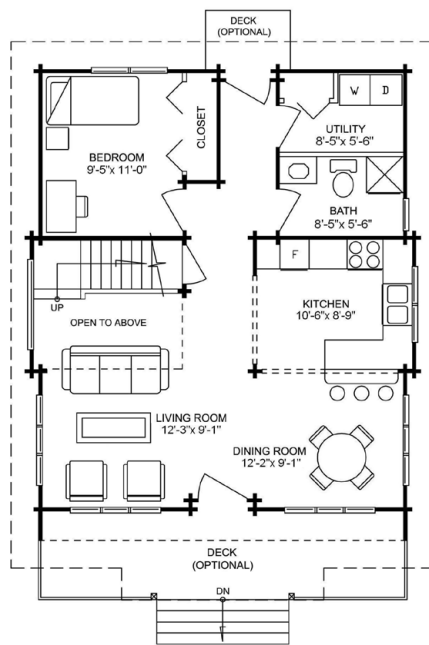 DECK
(OPTIONAL)
W D
UTILITY
8'-5"x 5'-6"
CLOSET
BEDROOM
9'-5"x 11'-0"
BATH
8'-5"x 5'-6"
F
KITCHEN
10'-6"x 8'-9"
UP
OPEN TO ABOVE
LIVING ROOM
12'-3"x 9'-1"
DINING ROOM
12'-2"x 9'-1"
DECK
(OPTIONAL)
DN